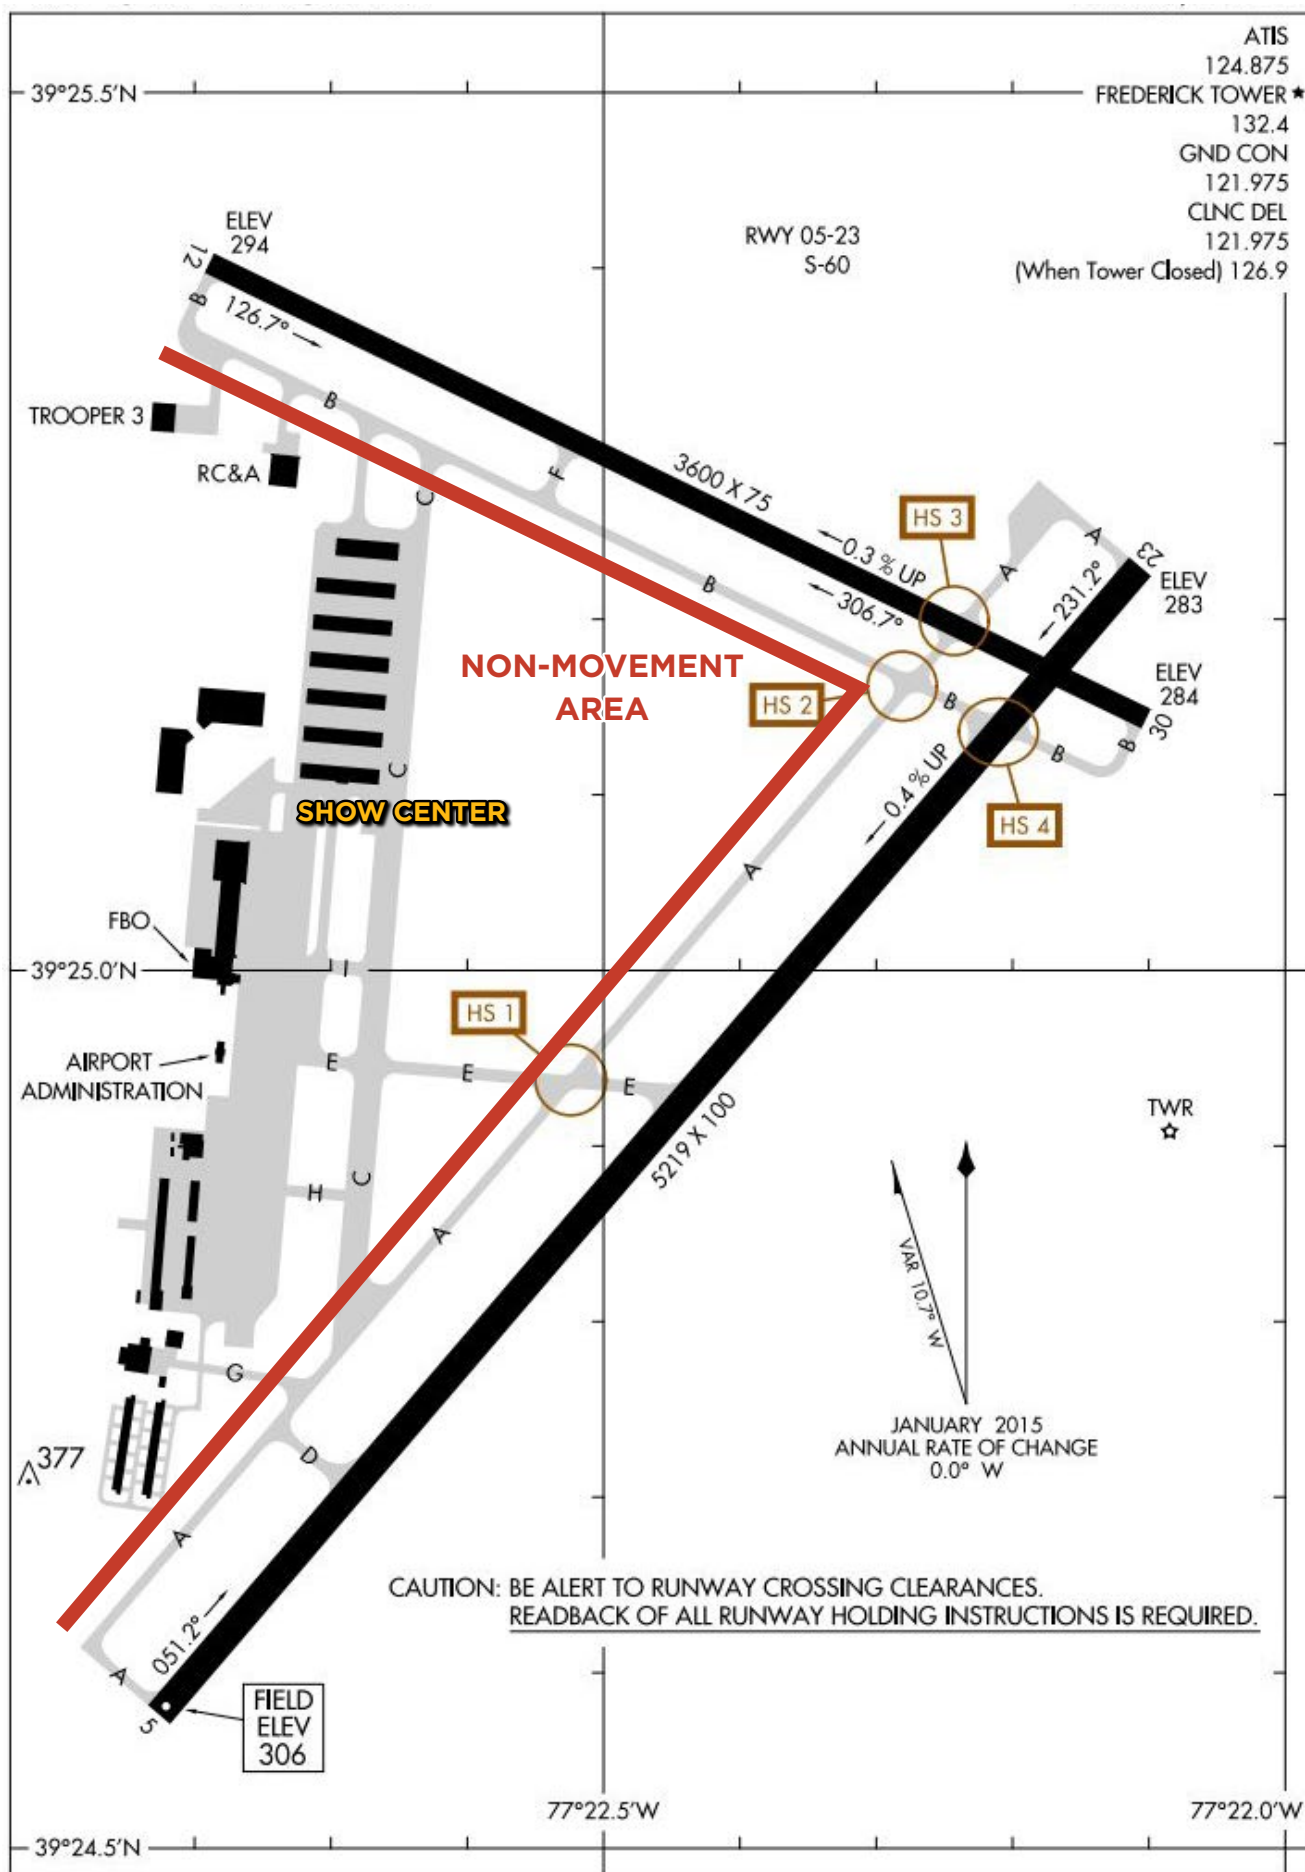 ATIS
124.875
39°25.5'N
FREDERICK TOWER ★
132.4
GND CON
121.975
CLNC DEL
121.975
(When Tower Closed) 126.9
RWY 05-23
S-60
ELEV
294
12
B
126.7°
TROOPER 3
B
RC&A
C
F
3600 X 75
HS 3
0.3 % UP
A
A
23
ELEV
283
231.2°
306.7°
B
NON-MOVEMENT
AREA
HS 2
B
ELEV
284
30
B
B
C
0.4 % UP
HS 4
SHOW CENTER
A
FBO
39°25.0'N
I
HS 1
AIRPORT
ADMINISTRATION
E
E
E
5219 X 100
TWR
H
C
A
VAR 10.7° W
G
JANUARY 2015
ANNUAL RATE OF CHANGE
0.0° W
377
D
A
CAUTION: BE ALERT TO RUNWAY CROSSING CLEARANCES.
READBACK OF ALL RUNWAY HOLDING INSTRUCTIONS IS REQUIRED.
051.2°
A
5
FIELD
ELEV
306
77°22.5'W
77°22.0'W
39°24.5'N